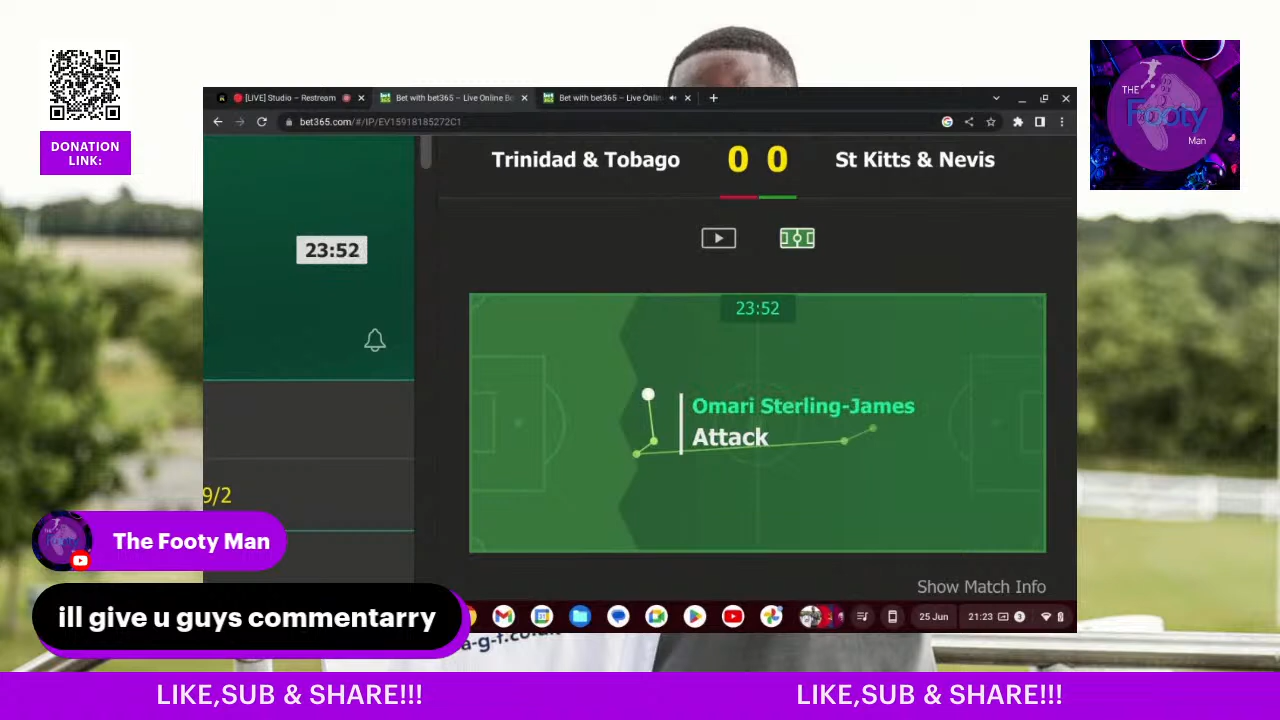 DONATION
LINK:
THE
Footy
Man
[LIVE] Studio – Restream
Bet with bet365 – Live Online Be
Bet with bet365 – Live Onli
bet365.com/#/IP/EV15918185272C1
Trinidad & Tobago
0 0
St Kitts & Nevis
23:52
23:52
Omari Sterling-James
Attack
9/2
Show Match Info
The Footy Man
ill give u guys commentarry
25 Jun
21:23
3
LIKE,SUB & SHARE!!!
LIKE,SUB & SHARE!!!